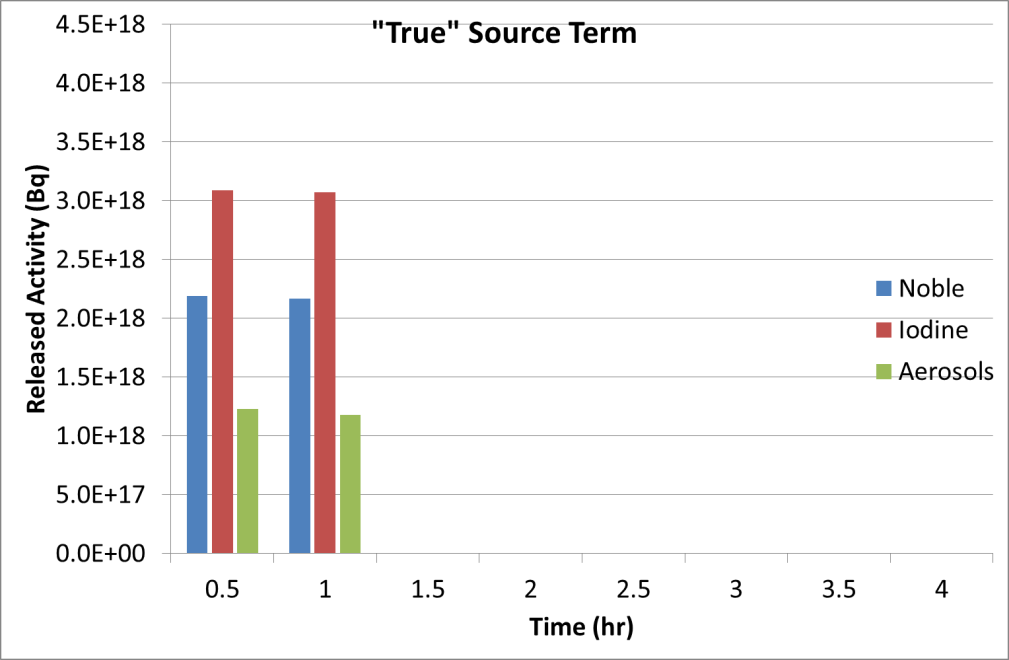 "True" Source Term
4.5E+18
4.0E+18
3.5E+18
3.0E+18
2.5E+18
2.0E+18
1.5E+18
1.0E+18
5.0E+17
0.0E+00
Released Activity (Bq)
Noble
Iodine
Aerosols
0.5 1 1.5 2 2.5 3 3.5 4
Time (hr)